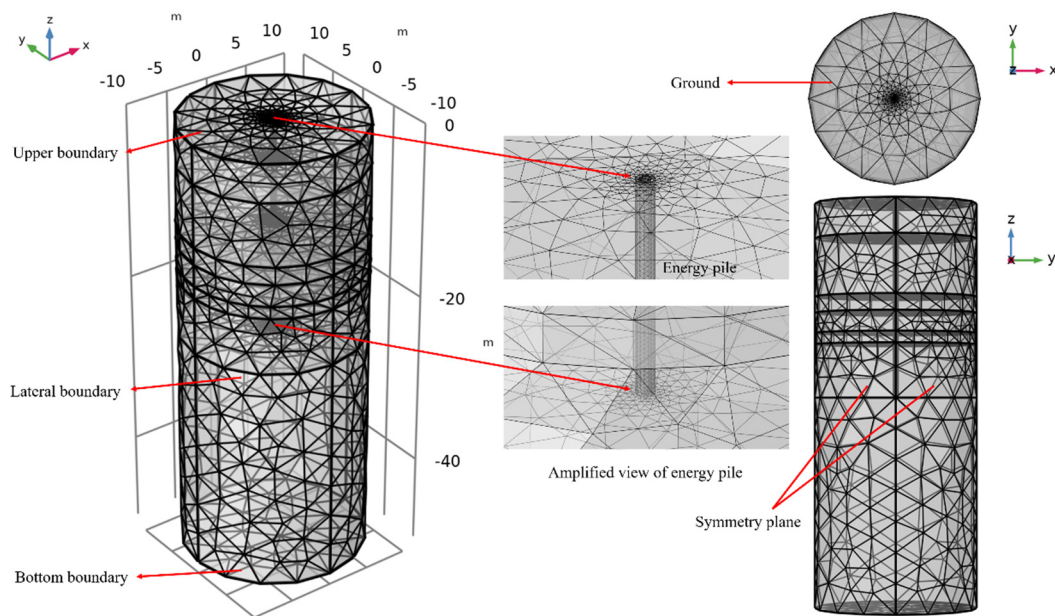 z
y
x
m
10
5
0
-5
-10
m
10
5
0
-5
-10
0
-20
m
-40
Upper boundary
Lateral boundary
Bottom boundary
Energy pile
Amplified view of energy pile
Ground
y
z
x
z
x
y
Symmetry plane